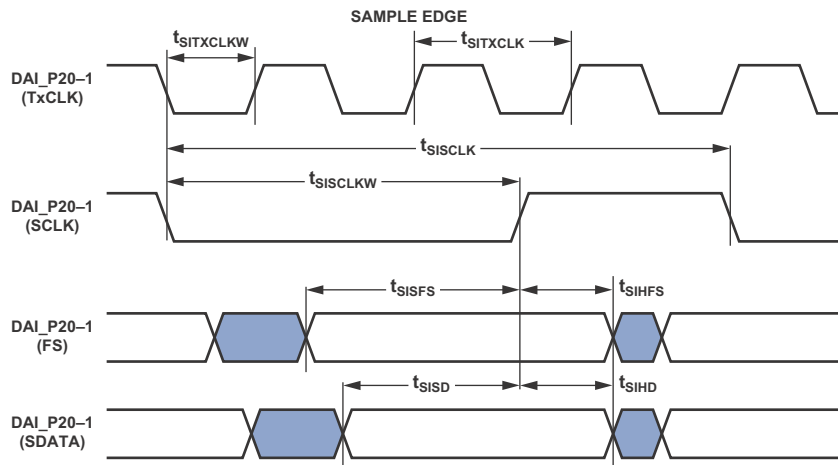 SAMPLE EDGE
tSITXCLKW
tSITXCLK
DAI_P20–1
(TxCLK)
tSISCLK
tSISCLKW
DAI_P20–1
(SCLK)
tSISFS
tSIHFS
DAI_P20–1
(FS)
tSISD
tSIHD
DAI_P20–1
(SDATA)